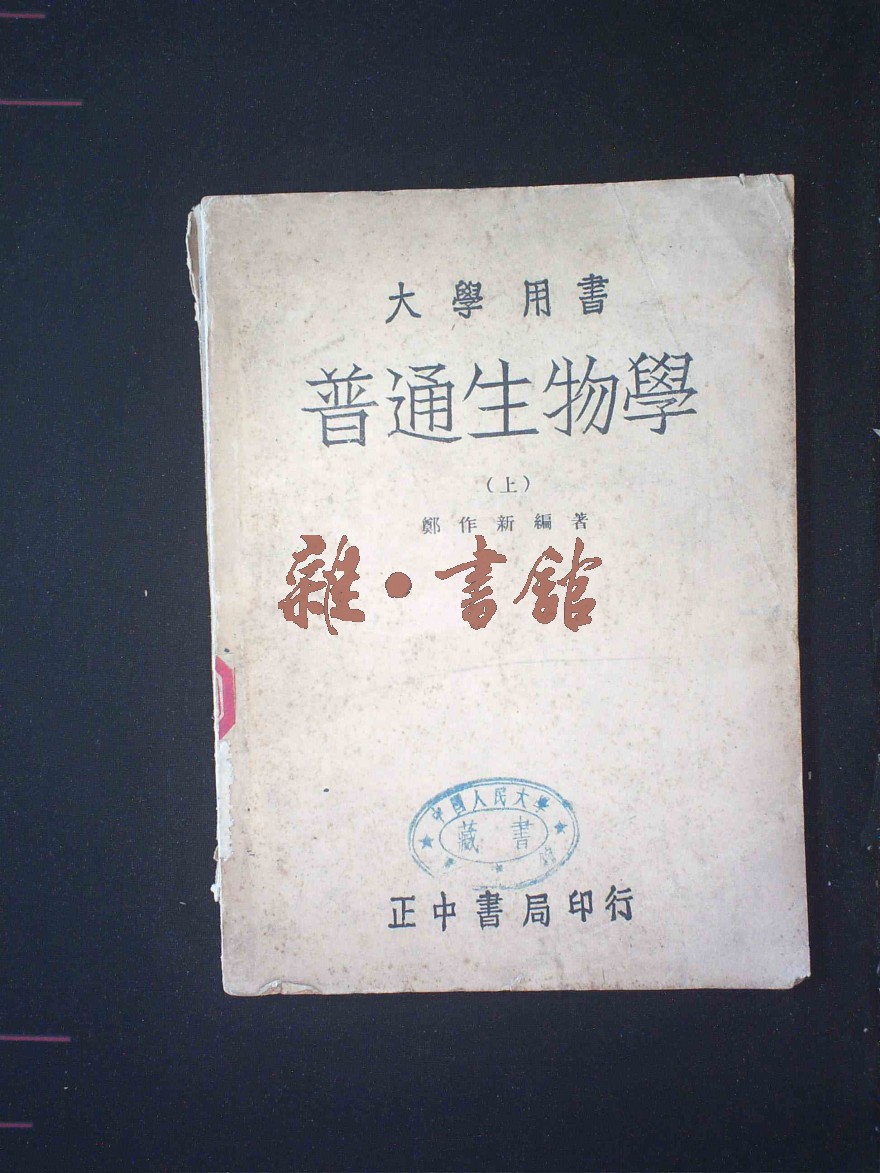 大學用書
普通生物學
（上）
鄭作新編著
雜·書館
中國人民大學
藏書
正中書局印行